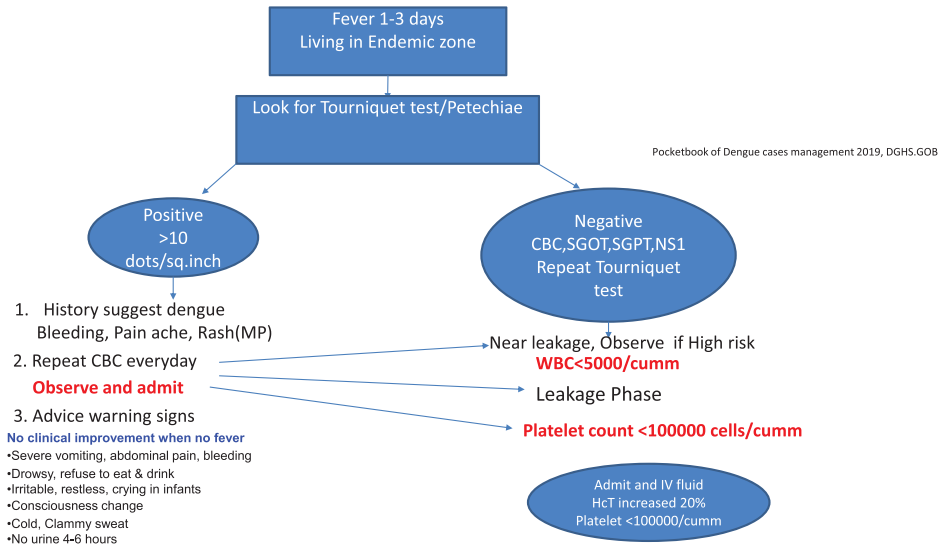 Fever 1-3 days
Living in Endemic zone
Look for Tourniquet test/Petechiae
Pocketbook of Dengue cases management 2019, DGHS.GOB
Positive
>10
dots/sq.inch
Negative
CBC,SGOT,SGPT,NS1
Repeat Tourniquet
test
1. History suggest dengue
Bleeding, Pain ache, Rash(MP)
2. Repeat CBC everyday
Observe and admit
3. Advice warning signs
No clinical improvement when no fever
•Severe vomiting, abdominal pain, bleeding
•Drowsy, refuse to eat & drink
•Irritable, restless, crying in infants
•Consciousness change
•Cold, Clammy sweat
•No urine 4-6 hours
Near leakage, Observe if High risk
WBC<5000/cumm
Leakage Phase
Platelet count <100000 cells/cumm
Admit and IV fluid
HcT increased 20%
Platelet <100000/cumm